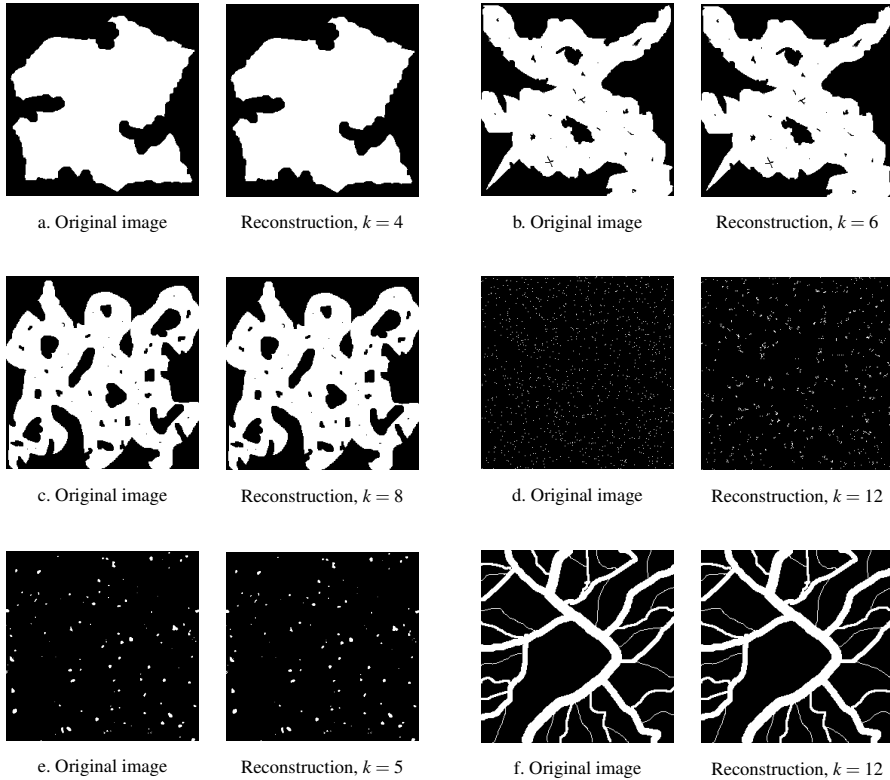 a. Original image
Reconstruction, k = 4
b. Original image
Reconstruction, k = 6
c. Original image
Reconstruction, k = 8
d. Original image
Reconstruction, k = 12
e. Original image
Reconstruction, k = 5
f. Original image
Reconstruction, k = 12